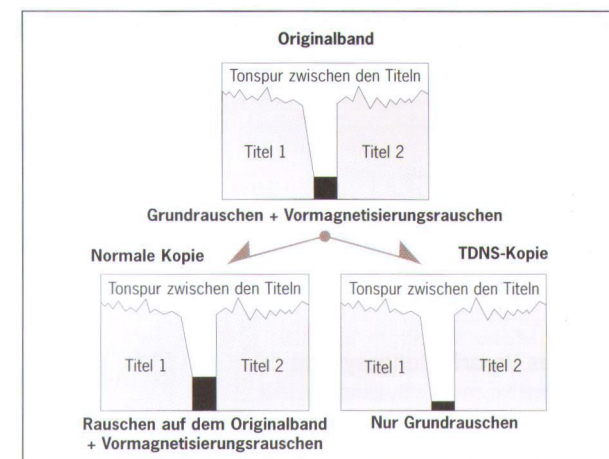 Originalband
Tonspur zwischen den Titeln
Titel 1
Titel 2
Grundrauschen + Vormagnetisierungsrauschen
Normale Kopie
TDNS-Kopie
Tonspur zwischen den Titeln
Tonspur zwischen den Titeln
Titel 1
Titel 2
Titel 1
Titel 2
Rauschen auf dem Originalband
+ Vormagnetisierungsrauschen
Nur Grundrauschen